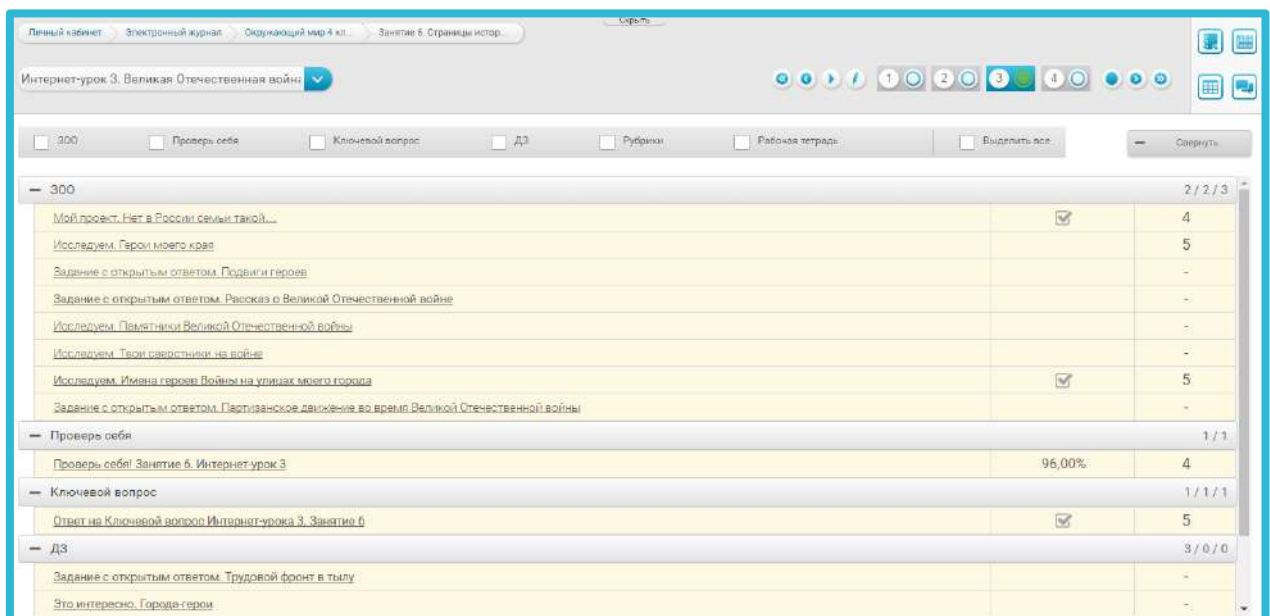 Скрыть
Личный кабинет Электронный журнал Окружающий мир 4 кл... Занятие 6. Страницы истор...
Интернет-урок 3. Великая Отечественная война
1 2 3 4
ЗОО Проверь себя Ключевой вопрос ДЗ Рубрики Рабочая тетрадь Выделить все — Свернуть
— ЗОО 2 / 2 / 3
Мой проект. Нет в России семьи такой... 4
Исследуем. Герои моего края 5
Задание с открытым ответом. Подвиги героев -
Задание с открытым ответом. Рассказ о Великой Отечественной войне -
Исследуем. Памятники Великой Отечественной войны -
Исследуем. Твои сверстники на войне -
Исследуем. Имена героев Войны на улицах моего города 5
Задание с открытым ответом. Партизанское движение во время Великой Отечественной войны -
— Проверь себя 1 / 1
Проверь себя! Занятие 6. Интернет-урок 3 96,00% 4
— Ключевой вопрос 1 / 1 / 1
Ответ на Ключевой вопрос Интернет-урока 3. Занятие 6 5
— ДЗ 3 / 0 / 0
Задание с открытым ответом. Трудовой фронт в тылу -
Это интересно. Города-герои -